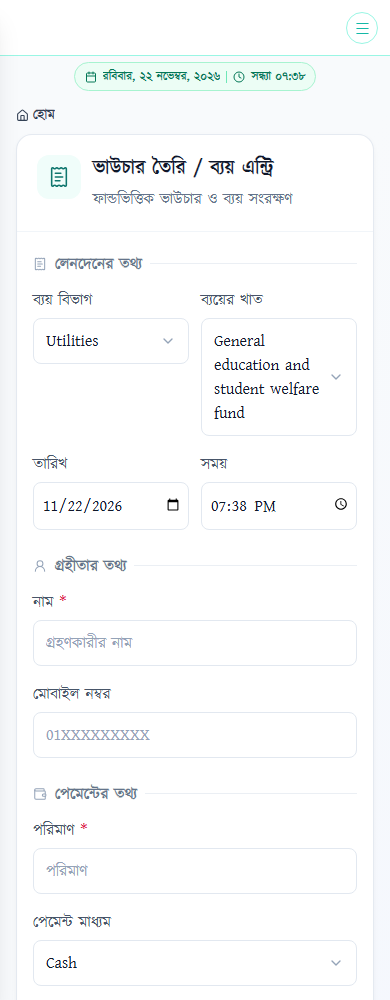 রবিবার, ২২ নভেম্বর, ২০২৬ | সন্ধ্যা ০৭:৩৮
হোম
ভাউচার তৈরি / ব্যয় এন্ট্রি
ফান্ডভিত্তিক ভাউচার ও ব্যয় সংরক্ষণ
লেনদেনের তথ্য
ব্যয় বিভাগ
ব্যয়ের খাত
Utilities
General
education and
student welfare
fund
তারিখ
সময়
11/22/2026
07:38 PM
গ্রহীতার তথ্য
নাম *
গ্রহণকারীর নাম
মোবাইল নম্বর
01XXXXXXXXX
পেমেন্টের তথ্য
পরিমাণ *
পরিমাণ
পেমেন্ট মাধ্যম
Cash